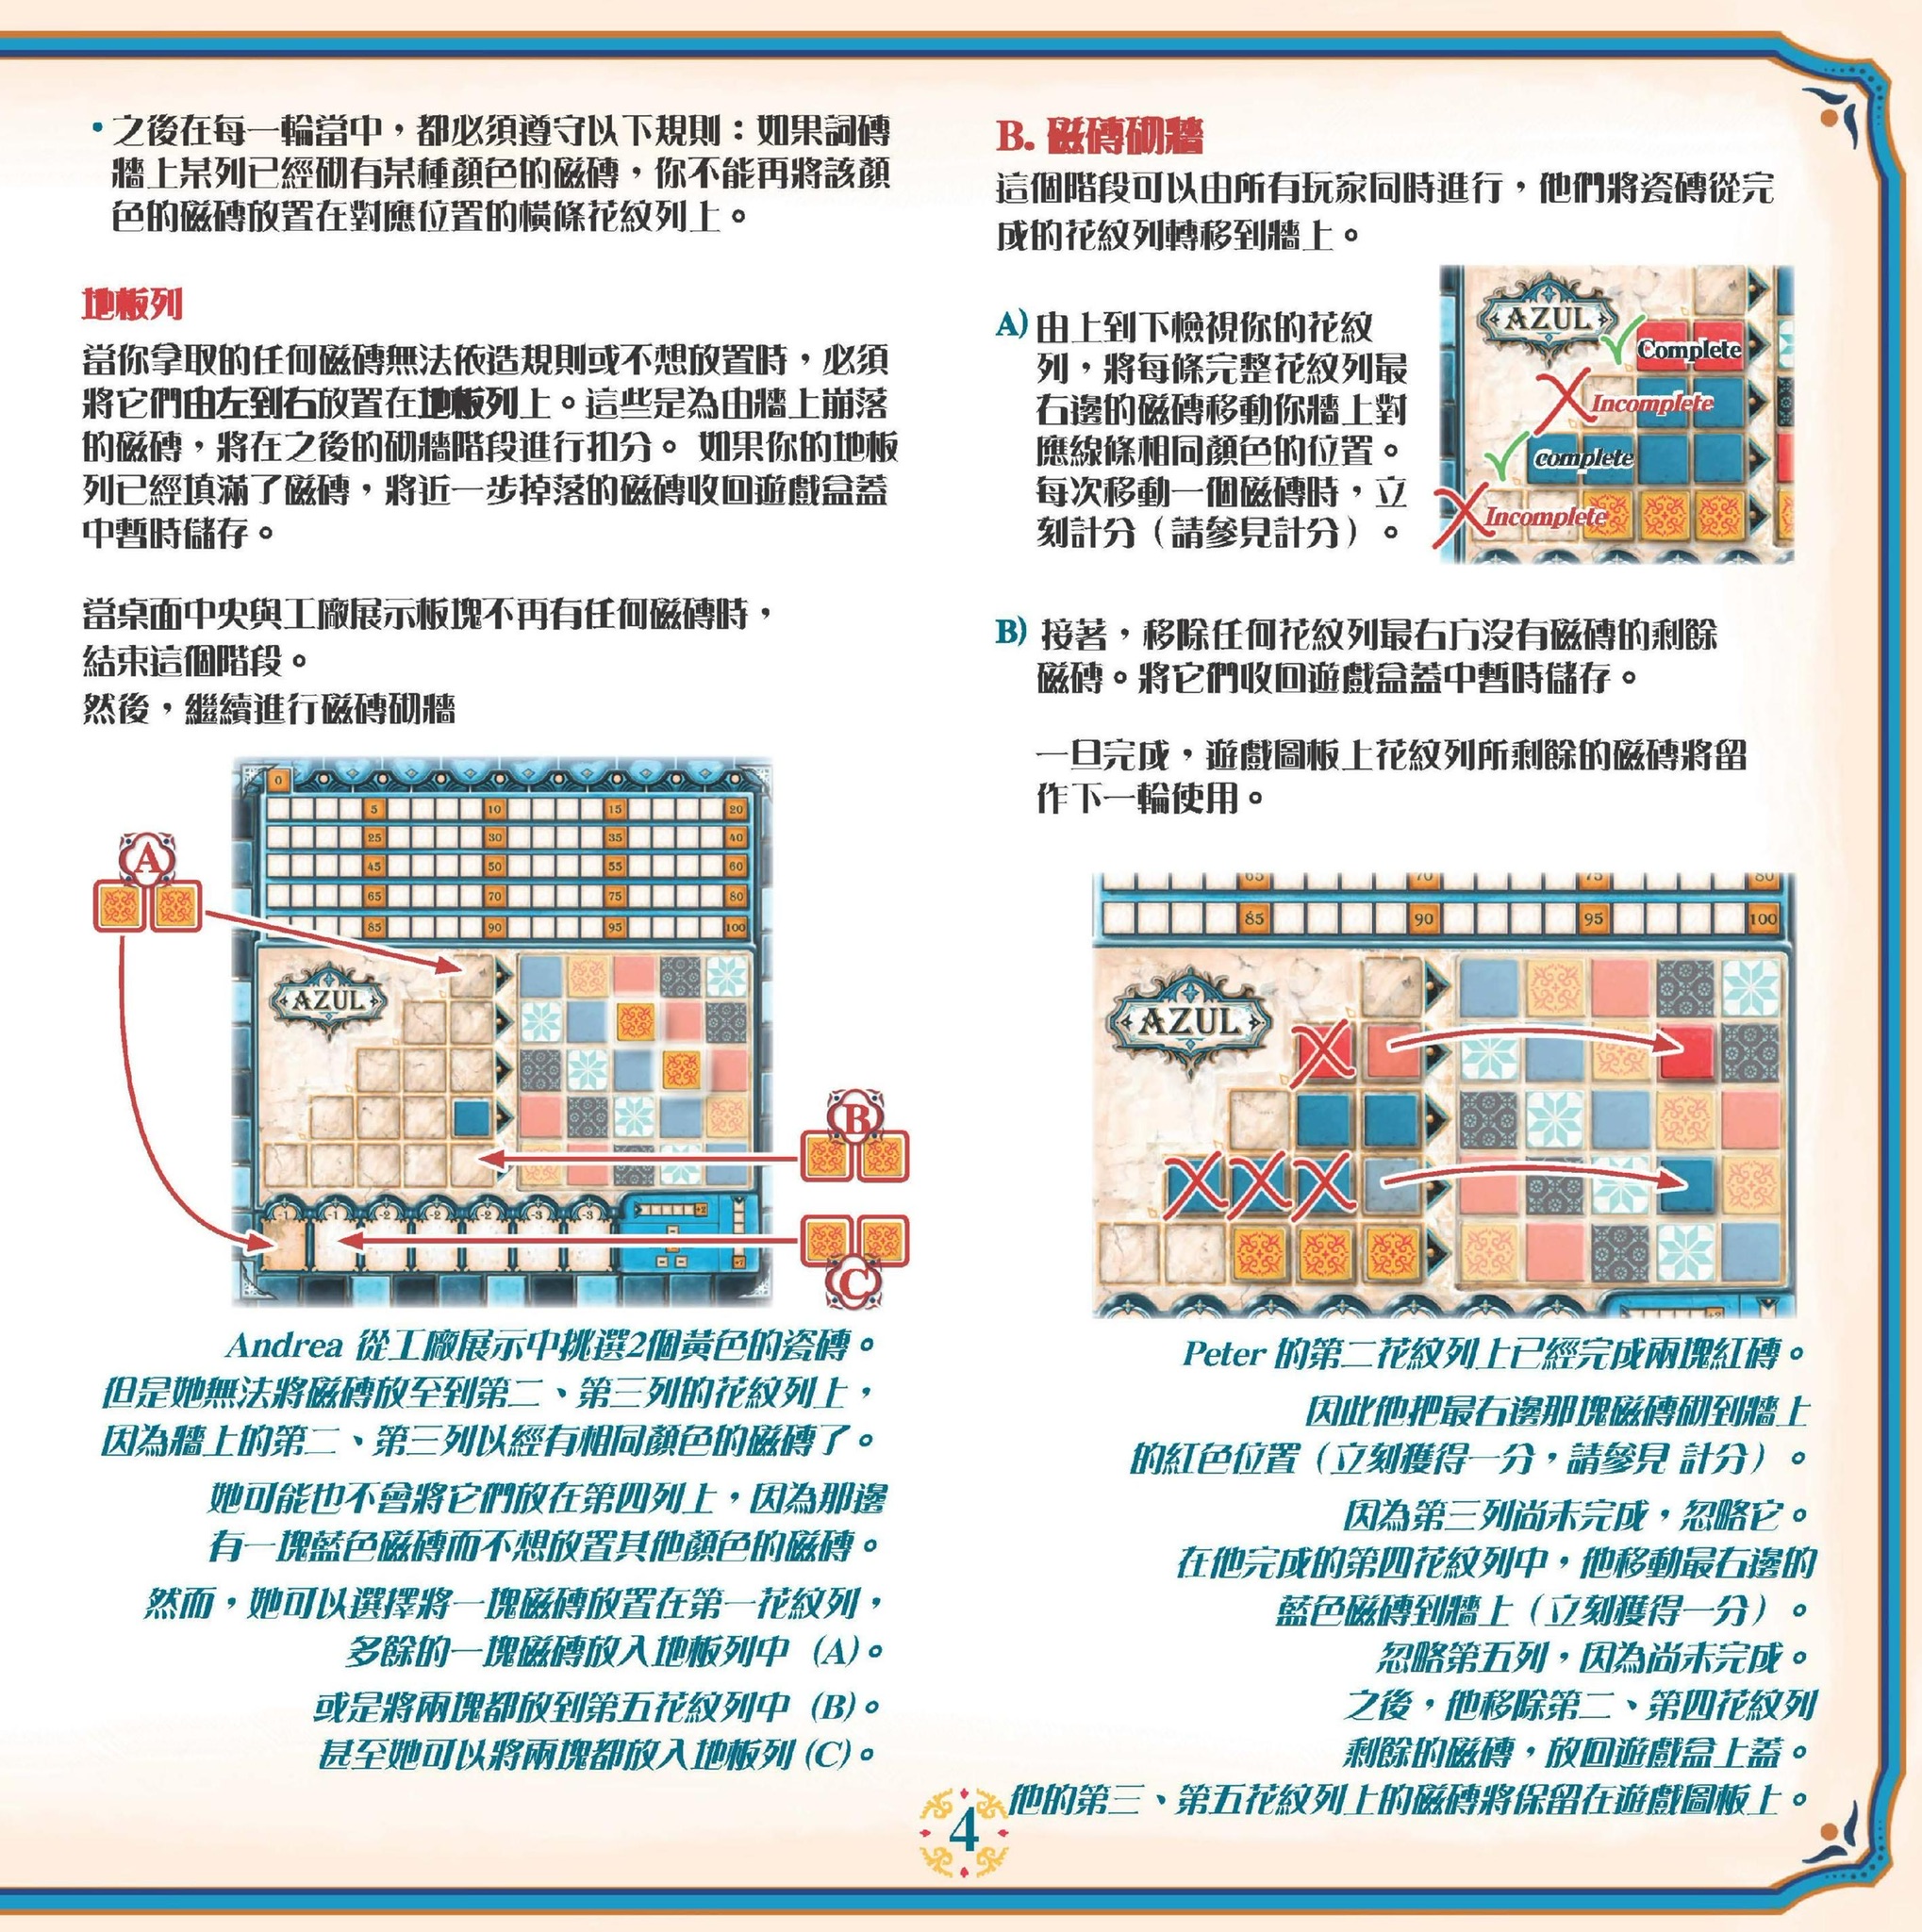 • 之後在每一輪當中，都必須遵守以下規則：如果詞磚
牆上某列已經砌有某種顏色的磁磚，你不能再將該顏
色的磁磚放置在對應位置的橫條花紋列上。
地板列
當你拿取的任何磁磚無法依造規則或不想放置時，必須
將它們由左到右放置在地板列上。這些是為由牆上崩落
的磁磚，將在之後的砌牆階段進行扣分。 如果你的地板
列已經填滿了磁磚，將近一步掉落的磁磚收回遊戲盒蓋
中暫時儲存。
當桌面中央與工廠展示板塊不再有任何磁磚時，
結束這個階段。
然後，繼續進行磁磚砌牆
0
5 10 15 20
25 30 35 40
45 50 55 60
65 70 75 80
85 90 95 100
A
AZUL
B
-1 -1 -2 -2 -2 -3 -3
+2
+7
C
Andrea 從工廠展示中挑選2個黃色的瓷磚。
但是她無法將磁磚放至到第二、第三列的花紋列上，
因為牆上的第二、第三列以經有相同顏色的磁磚了。
她可能也不會將它們放在第四列上，因為那邊
有一塊藍色磁磚而不想放置其他顏色的磁磚。
然而，她可以選擇將一塊磁磚放置在第一花紋列，
多餘的一塊磁磚放入地板列中 (A)。
或是將兩塊都放到第五花紋列中 (B)。
甚至她可以將兩塊都放入地板列 (C)。
B. 磁磚砌牆
這個階段可以由所有玩家同時進行，他們將瓷磚從完
成的花紋列轉移到牆上。
A) 由上到下檢視你的花紋
列，將每條完整花紋列最
右邊的磁磚移動你牆上對
應線條相同顏色的位置。
每次移動一個磁磚時，立
刻計分（請參見計分）。
AZUL
Complete
Incomplete
complete
Incomplete
B) 接著，移除任何花紋列最右方沒有磁磚的剩餘
磁磚。將它們收回遊戲盒蓋中暫時儲存。
一旦完成，遊戲圖板上花紋列所剩餘的磁磚將留
作下一輪使用。
65 70 75 80
85 90 95 100
AZUL
+2
Peter 的第二花紋列上已經完成兩塊紅磚。
因此他把最右邊那塊磁磚砌到牆上
的紅色位置（立刻獲得一分，請參見 計分）。
因為第三列尚未完成，忽略它。
在他完成的第四花紋列中，他移動最右邊的
藍色磁磚到牆上（立刻獲得一分）。
忽略第五列，因為尚未完成。
之後，他移除第二、第四花紋列
剩餘的磁磚，放回遊戲盒上蓋。
他的第三、第五花紋列上的磁磚將保留在遊戲圖板上。
4